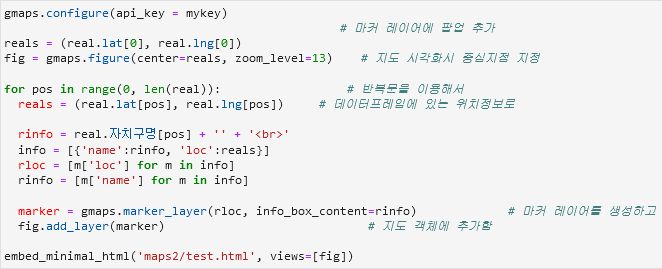 gmaps.configure(api_key = mykey)
# 마커 레이어에 팝업 추가
reals = (real.lat[0], real.lng[0])
fig = gmaps.figure(center=reals, zoom_level=13) # 지도 시각화시 중심지점 지정
for pos in range(0, len(real)): # 반복문을 이용해서
reals = (real.lat[pos], real.lng[pos]) # 데이터프레임에 있는 위치정보로
rinfo = real.자치구명[pos] + '' + '<br>'
info = [{'name':rinfo, 'loc':reals}]
rloc = [m['loc'] for m in info]
rinfo = [m['name'] for m in info]
marker = gmaps.marker_layer(rloc, info_box_content=rinfo) # 마커 레이어를 생성하고
fig.add_layer(marker) # 지도 객체에 추가함
embed_minimal_html('maps2/test.html', views=[fig])